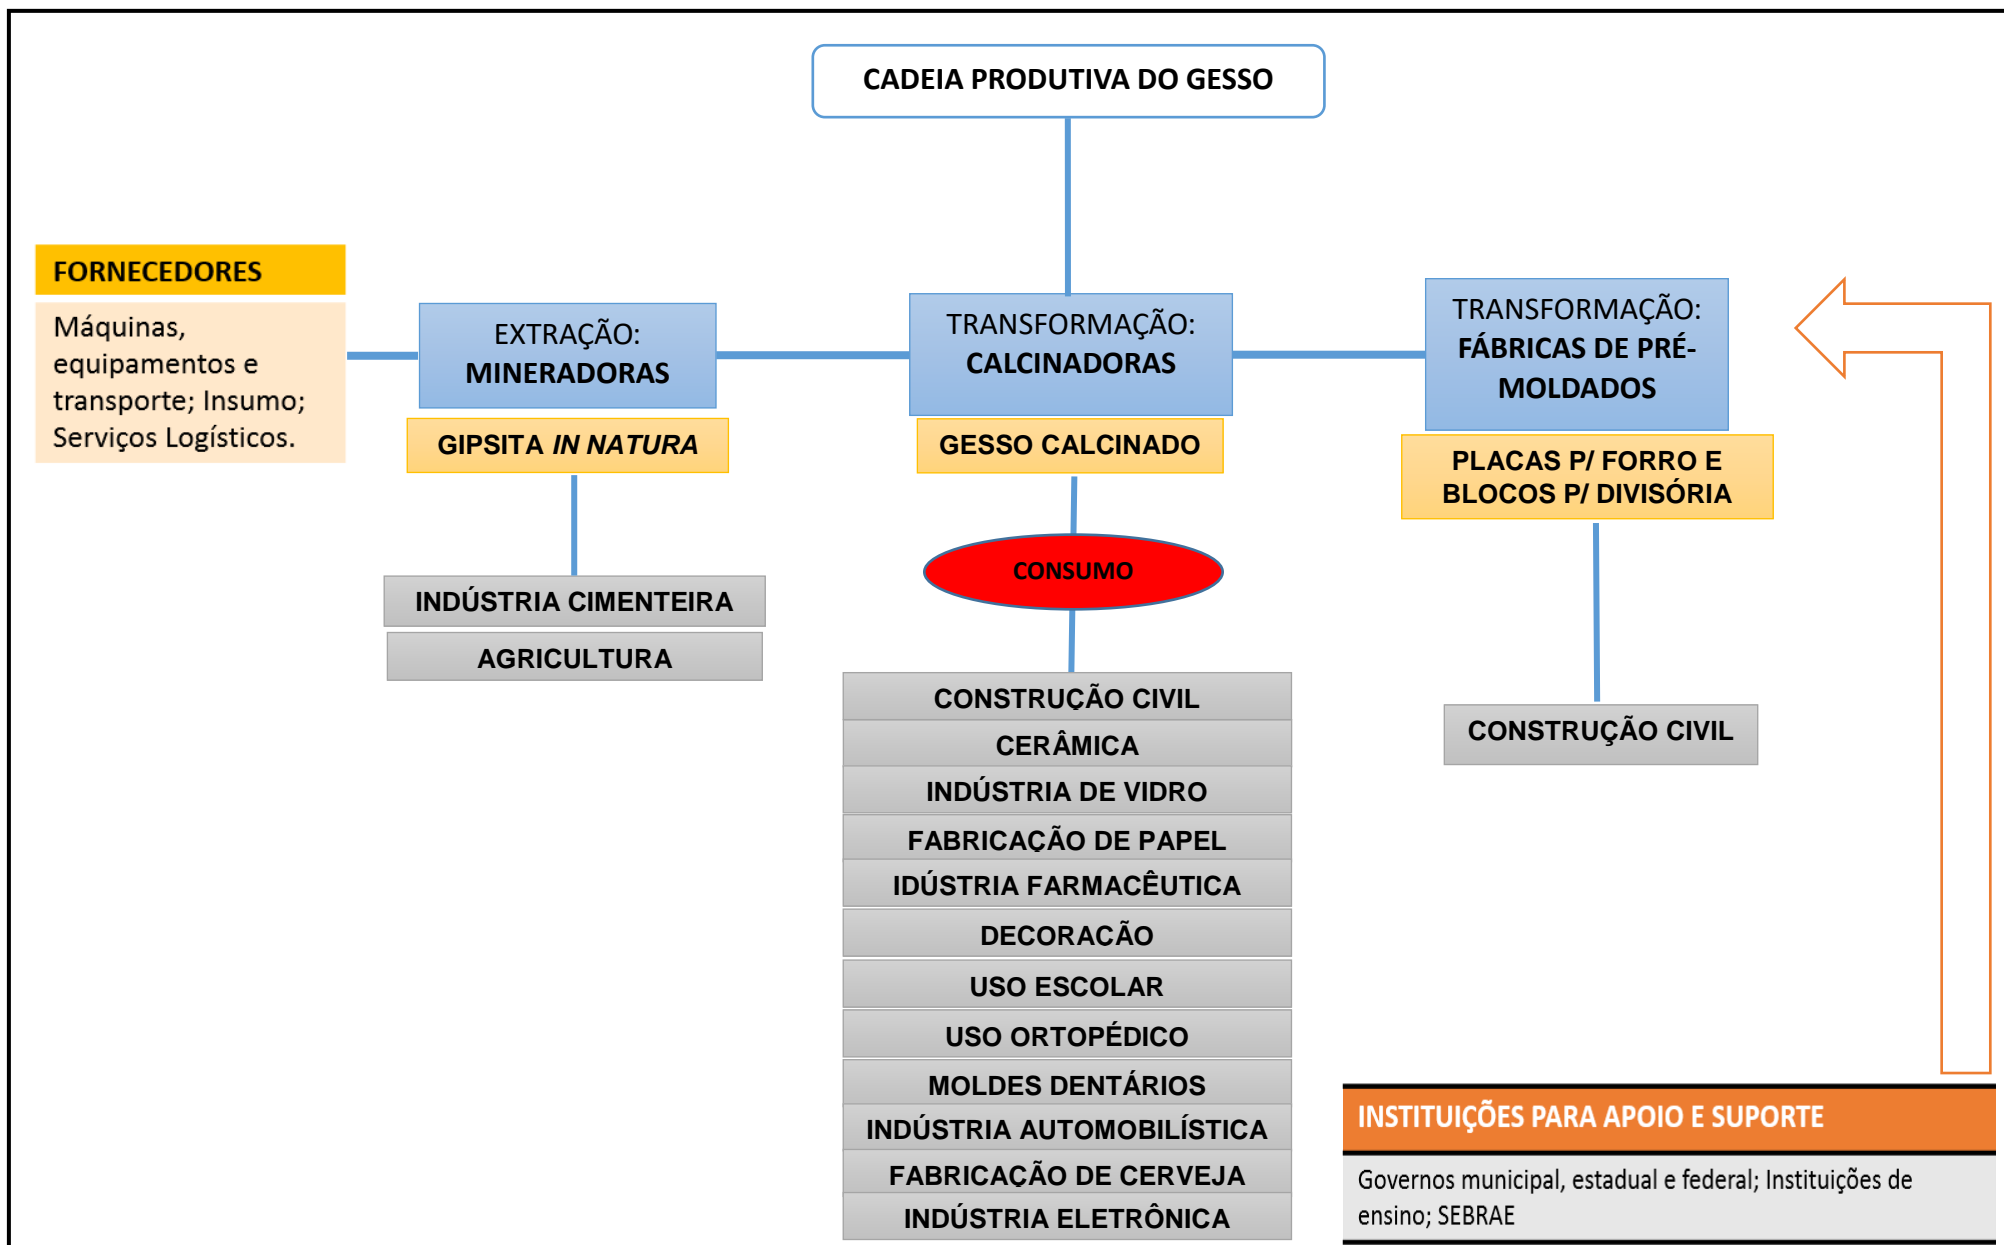 CADEIA PRODUTIVA DO GESSO
FORNECEDORES
Máquinas,
equipamentos e
transporte; Insumo;
Serviços Logísticos.
EXTRAÇÃO:
MINERADORAS
GIPSITA IN NATURA
INDÚSTRIA CIMENTEIRA
AGRICULTURA
TRANSFORMAÇÃO:
CALCINADORAS
GESSO CALCINADO
CONSUMO
CONSTRUÇÃO CIVIL
CERÂMICA
INDÚSTRIA DE VIDRO
FABRICAÇÃO DE PAPEL
IDÚSTRIA FARMACÊUTICA
DECORAÇÃO
USO ESCOLAR
USO ORTOPÉDICO
MOLDES DENTÁRIOS
INDÚSTRIA AUTOMOBILÍSTICA
FABRICAÇÃO DE CERVEJA
INDÚSTRIA ELETRÔNICA
TRANSFORMAÇÃO:
FÁBRICAS DE PRÉ-
MOLDADOS
PLACAS P/ FORRO E
BLOCOS P/ DIVISÓRIA
CONSTRUÇÃO CIVIL
INSTITUIÇÕES PARA APOIO E SUPORTE
Governos municipal, estadual e federal; Instituições de
ensino; SEBRAE